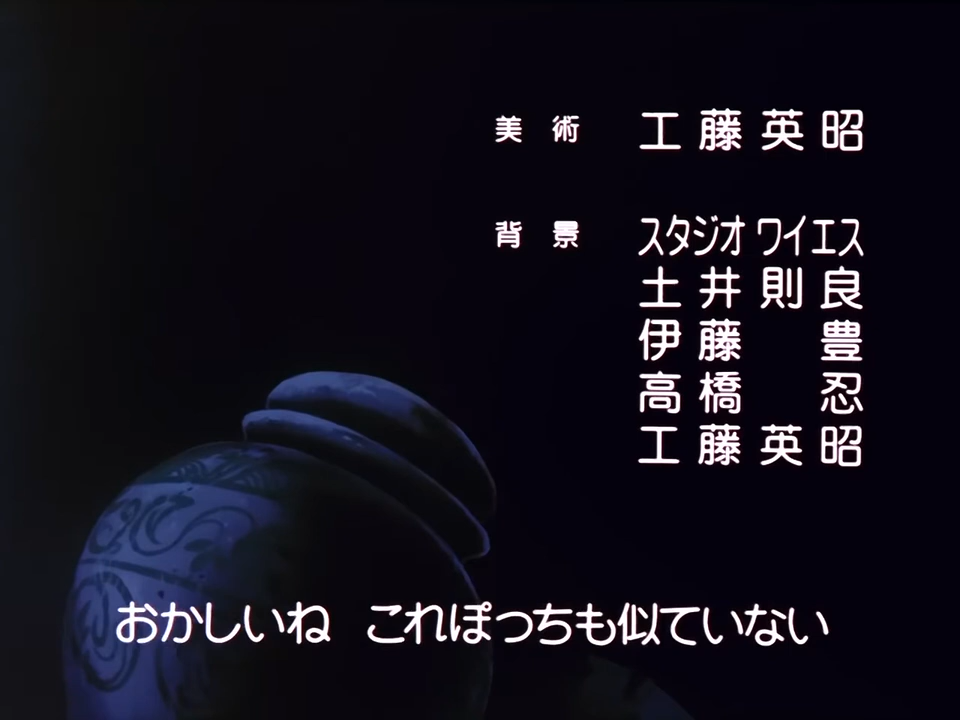 美術 工藤英昭
背景 スタジオ ワイエス
土井則良
伊藤 豊
高橋 忍
工藤英昭
おかしいね これぽっちも似ていない